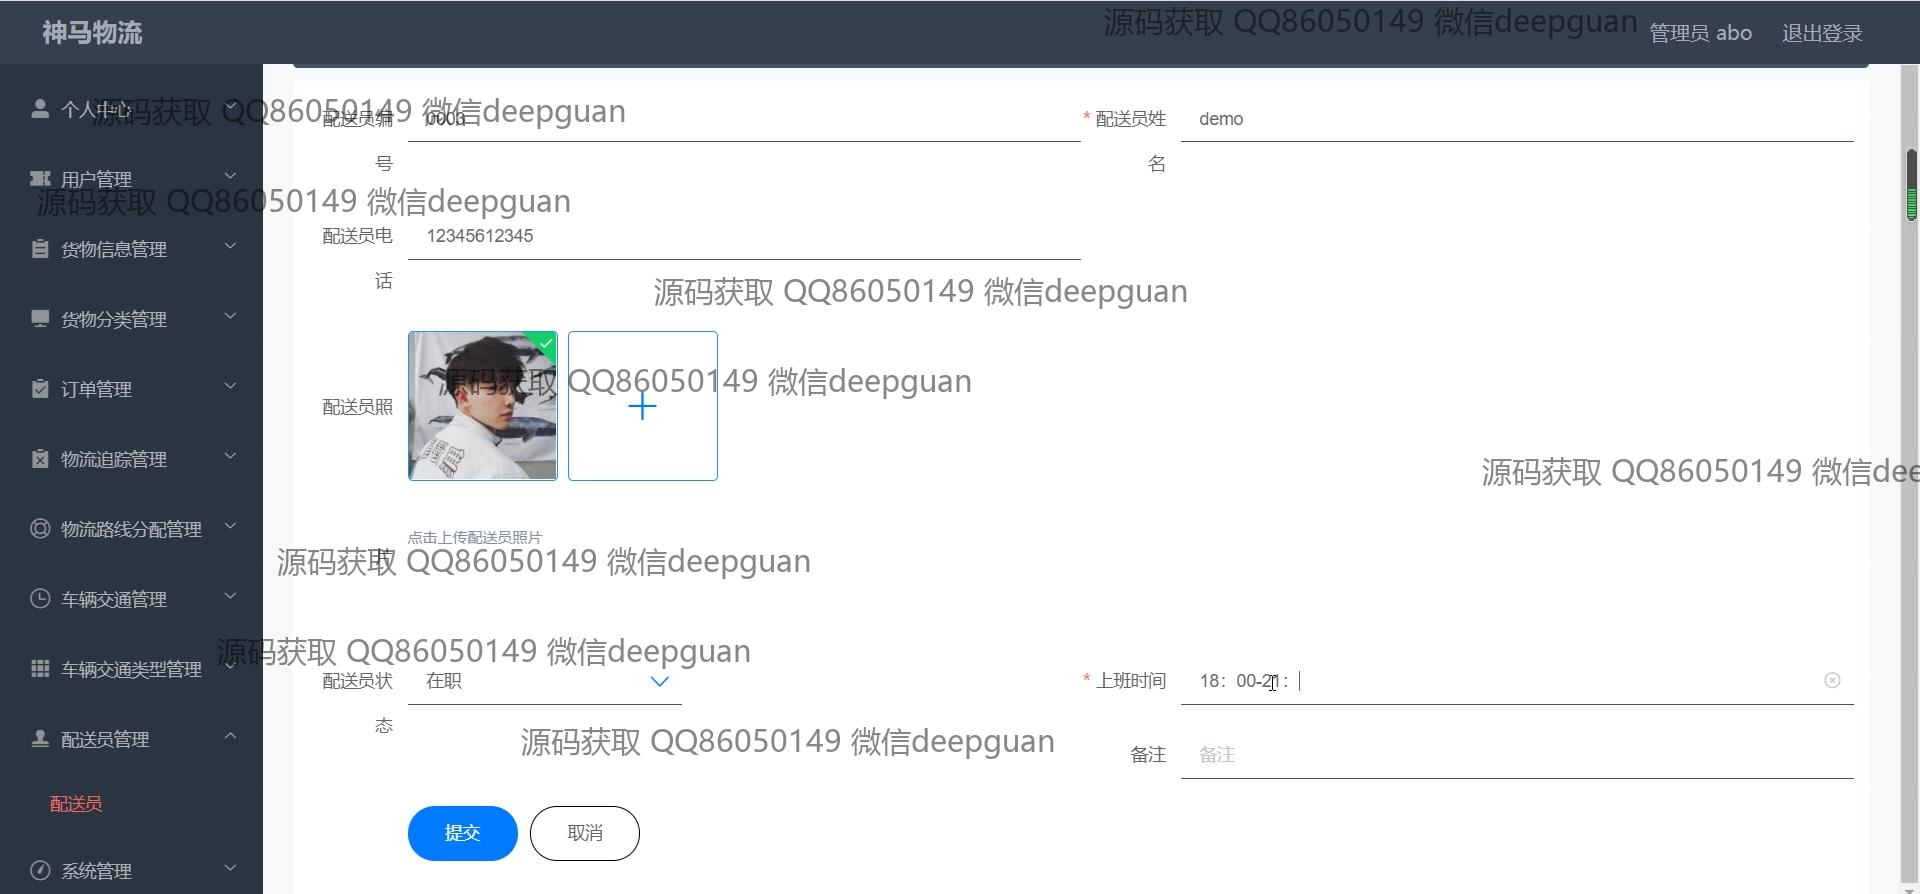 神马物流
源码获取 QQ86050149 微信deepguan
管理员 abo
退出登录
个人中心
源码获取 QQ86050149 微信deepguan
用户管理
源码获取 QQ86050149 微信deepguan
货物信息管理
货物分类管理
订单管理
物流追踪管理
物流路线分配管理
车辆交通管理
车辆交通类型管理
配送员管理
配送员
系统管理
配送员编号
0003
* 配送员姓名
demo
配送员电话
12345612345
源码获取 QQ86050149 微信deepguan
配送员照片
源码获取 QQ86050149 微信deepguan
源码获取 QQ86050149 微信dee
点击上传配送员照片
源码获取 QQ86050149 微信deepguan
源码获取 QQ86050149 微信deepguan
配送员状态
在职
* 上班时间
18：00-21：
源码获取 QQ86050149 微信deepguan
备注
备注
提交
取消